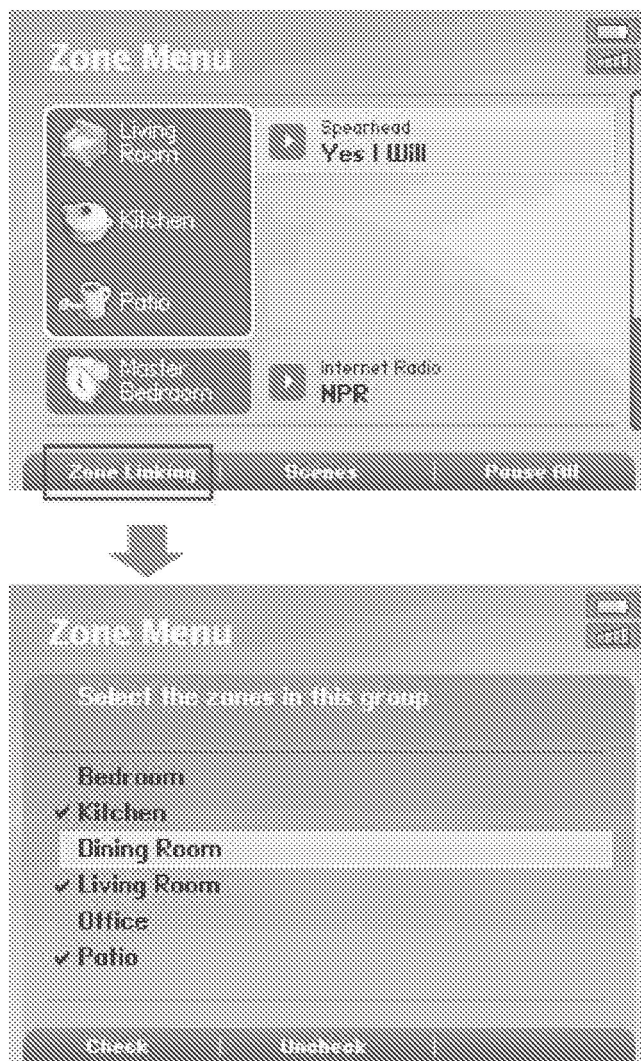 Zone Menu
Living
Room
Spearhead
Yes I Will
Kitchen
Patio
Master
Bedroom
Internet Radio
NPR
Zone Linking
Scenes
Pause All
Zone Menu
Select the zones in this group
Bedroom
Kitchen
Dining Room
Living Room
Office
Patio
Check
Uncheck